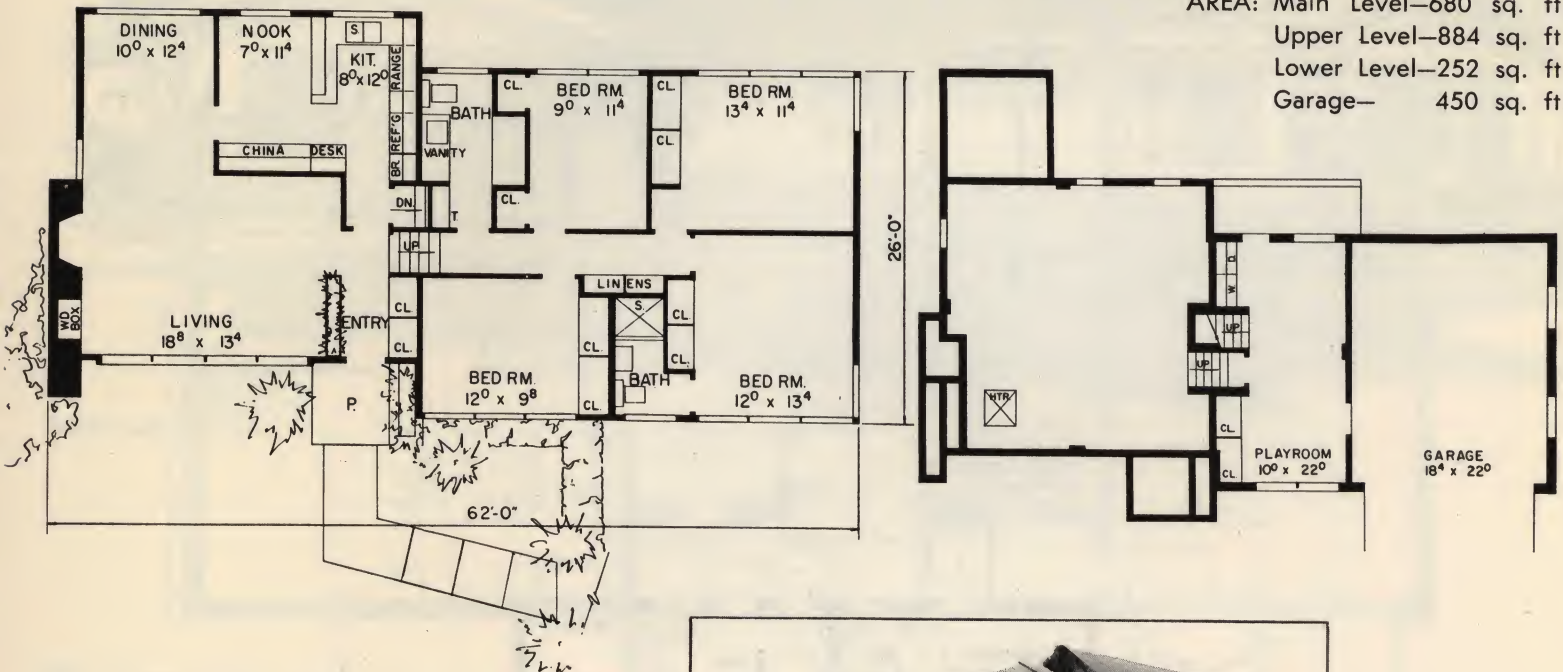 AREA: Main Level—680 sq. ft
Upper Level—884 sq. ft
Lower Level—252 sq. ft
Garage— 450 sq. ft
DINING
10⁰ x 12⁴
NOOK
7⁰ x 11⁴
S.
KIT.
8⁰ x 12⁰
RANGE
REF'G
BR.
CHINA
DESK
BATH
VANITY
CL.
CL.
BED RM.
9⁰ x 11⁴
CL.
CL.
BED RM.
13⁴ x 11⁴
DN.
T.
UP
26'-0"
WD
BOX
LIVING
18⁸ x 13⁴
ENTRY
CL.
CL.
P.
BED RM.
12⁰ x 9⁸
LINENS
S.
CL.
CL.
CL.
CL.
BATH
BED RM.
12⁰ x 13⁴
62'-0"
W. D.
UP
UP
HTR
CL.
CL.
PLAYROOM
10⁰ x 22⁰
GARAGE
18⁴ x 22⁰